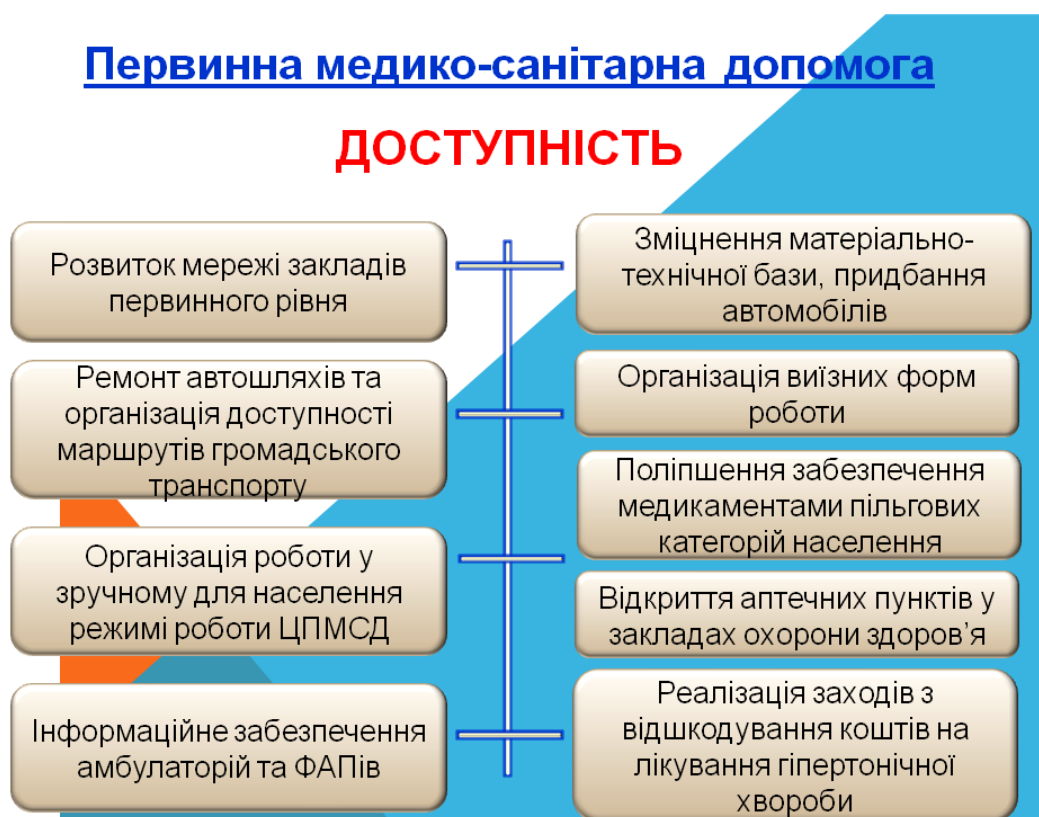 Первинна медико-санітарна допомога
ДОСТУПНІСТЬ
Розвиток мережі закладів
первинного рівня
Ремонт автошляхів та
організація доступності
маршрутів громадського
транспорту
Організація роботи у
зручному для населення
режимі роботи ЦПМСД
Інформаційне забезпечення
амбулаторій та ФАПів
Зміцнення матеріально-
технічної бази, придбання
автомобілів
Організація виїзних форм
роботи
Поліпшення забезпечення
медикаментами пільгових
категорій населення
Відкриття аптечних пунктів у
закладах охорони здоров’я
Реалізація заходів з
відшкодування коштів на
лікування гіпертонічної
хвороби